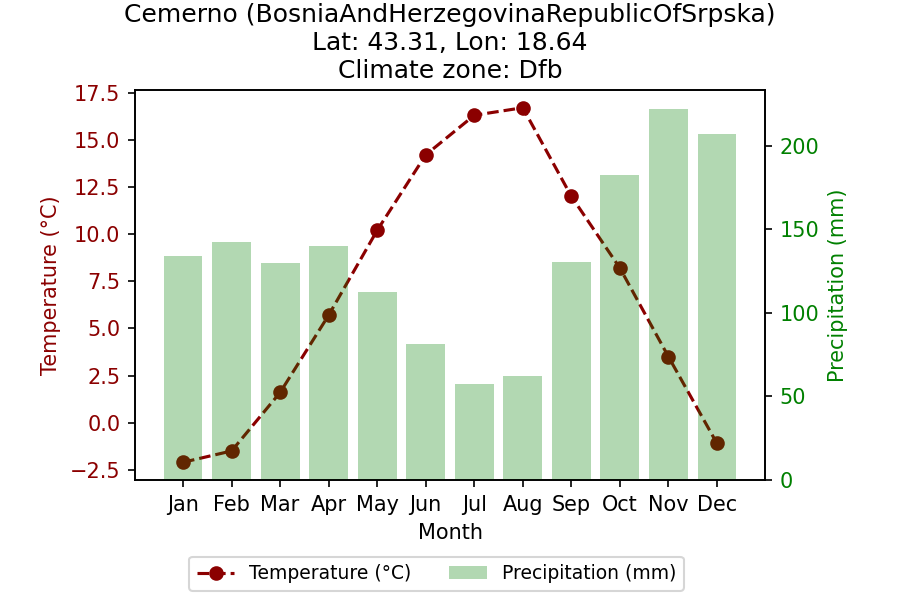 Cemerno (BosniaAndHerzegovinaRepublicOfSrpska)
Lat: 43.31, Lon: 18.64
Climate zone: Dfb
17.5
15.0
12.5
10.0
7.5
5.0
2.5
0.0
−2.5
Temperature (°C)
200
150
100
50
0
Precipitation (mm)
Jan Feb Mar Apr May Jun Jul Aug Sep Oct Nov Dec
Month
Temperature (°C) Precipitation (mm)